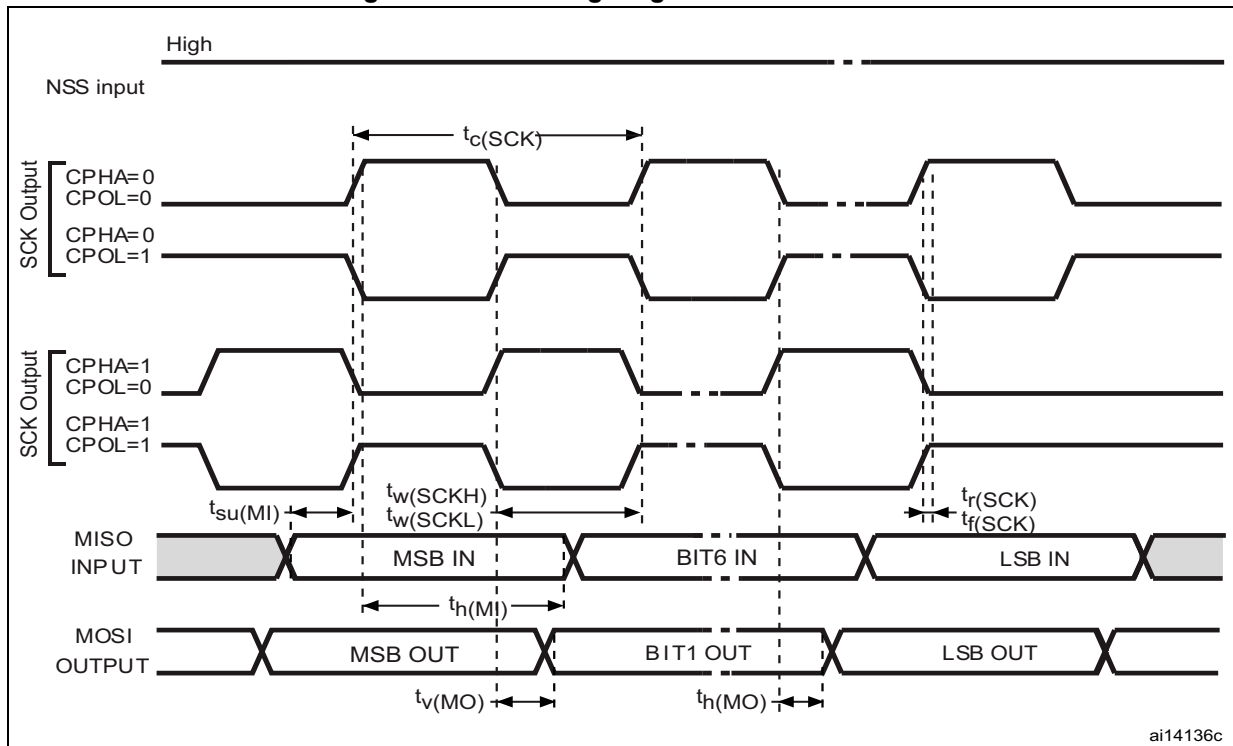 High
NSS input
tc(SCK)
SCK Output
CPHA=0
CPOL=0
CPHA=0
CPOL=1
SCK Output
CPHA=1
CPOL=0
CPHA=1
CPOL=1
tsu(MI)
tw(SCKH)
tw(SCKL)
tr(SCK)
tf(SCK)
MISO
INPUT
MSB IN
BIT6 IN
LSB IN
th(MI)
MOSI
OUTPUT
MSB OUT
BIT1 OUT
LSB OUT
tv(MO)
th(MO)
ai14136c